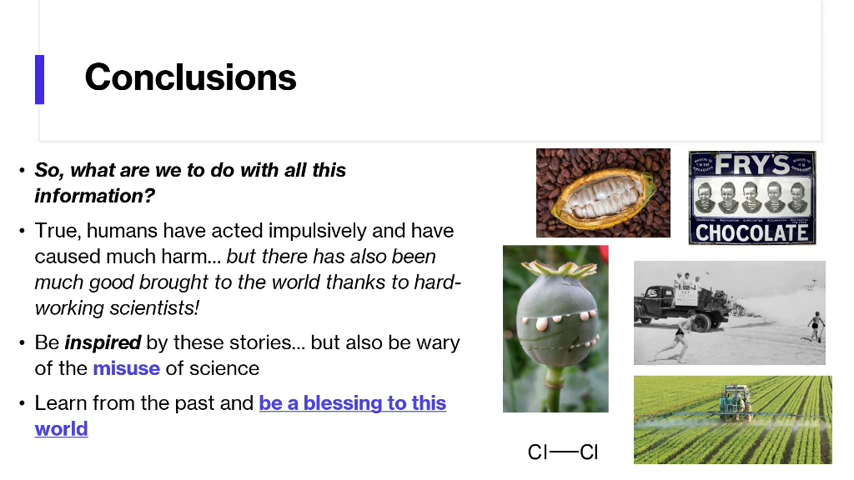 Conclusions
• So, what are we to do with all this
information?
• True, humans have acted impulsively and have
caused much harm... but there has also been
much good brought to the world thanks to hard-
working scientists!
• Be inspired by these stories... but also be wary
of the misuse of science
• Learn from the past and be a blessing to this
world
FRY'S
CHOCOLATE
Cl—Cl